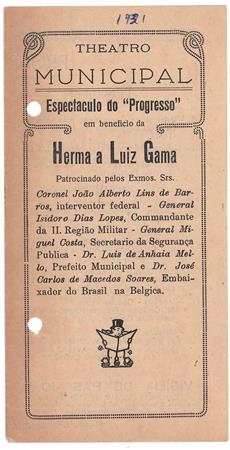 1931
THEATRO
MUNICIPAL
Espectaculo do "Progresso"
em beneficio da
Herma a Luiz Gama
Patrocinado pelos Exmos. Srs.
Coronel João Alberto Lins de Bar-
ros, interventor federal - General
Isidoro Dias Lopes, Commandante
da II. Região Militar - General Mi-
guel Costa, Secretario da Segurança
Publica - Dr. Luis de Anhaia Mel-
lo, Prefeito Municipal e Dr. José
Carlos de Macedos Soares, Embai-
xador do Brasil na Belgica.